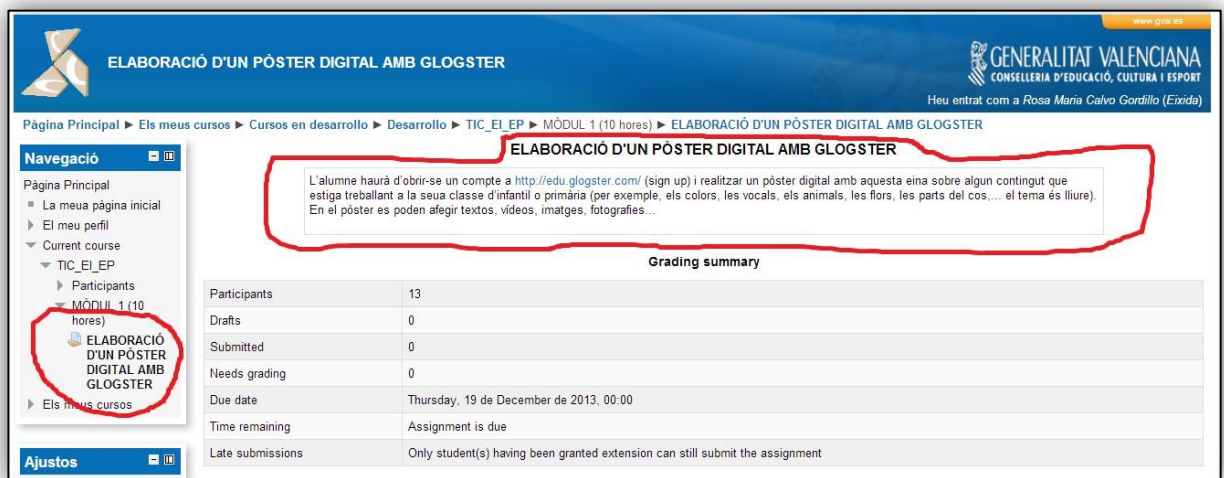 www.gva.es
ELABORACIÓ D'UN PÒSTER DIGITAL AMB GLOGSTER
GENERALITAT VALENCIANA
CONSELLERIA D'EDUCACIÓ, CULTURA I ESPORT
Heu entrat com a Rosa Maria Calvo Gordillo (Eixida)
Pàgina Principal ► Els meus cursos ► Cursos en desarrollo ► Desarrollo ► TIC_EI_EP ► MÒDUL 1 (10 hores) ► ELABORACIÓ D'UN PÒSTER DIGITAL AMB GLOGSTER
Navegació
Pàgina Principal
La meua pàgina inicial
El meu perfil
Current course
TIC_EI_EP
Participants
MÒDUL 1 (10
hores)
ELABORACIÓ
D'UN PÒSTER
DIGITAL AMB
GLOGSTER
Els meus cursos
Ajustos
ELABORACIÓ D'UN PÒSTER DIGITAL AMB GLOGSTER
L'alumne haurà d'obrir-se un compte a http://edu.glogster.com/ (sign up) i realitzar un pòster digital amb aquesta eina sobre algun contingut que
estiga treballant a la seua classe d'infantil o primària (per exemple, els colors, les vocals, els animals, les flors, les parts del cos,... el tema és lliure).
En el pòster es poden afegir textos, vídeos, imatges, fotografies...
Grading summary
Participants 13
Drafts 0
Submitted 0
Needs grading 0
Due date Thursday, 19 de December de 2013, 00:00
Time remaining Assignment is due
Late submissions Only student(s) having been granted extension can still submit the assignment